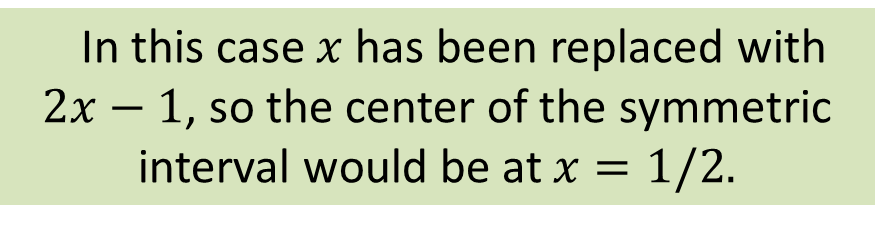 In this case 𝑥 has been replaced with
2𝑥 − 1, so the center of the symmetric
interval would be at 𝑥 = 1/2.